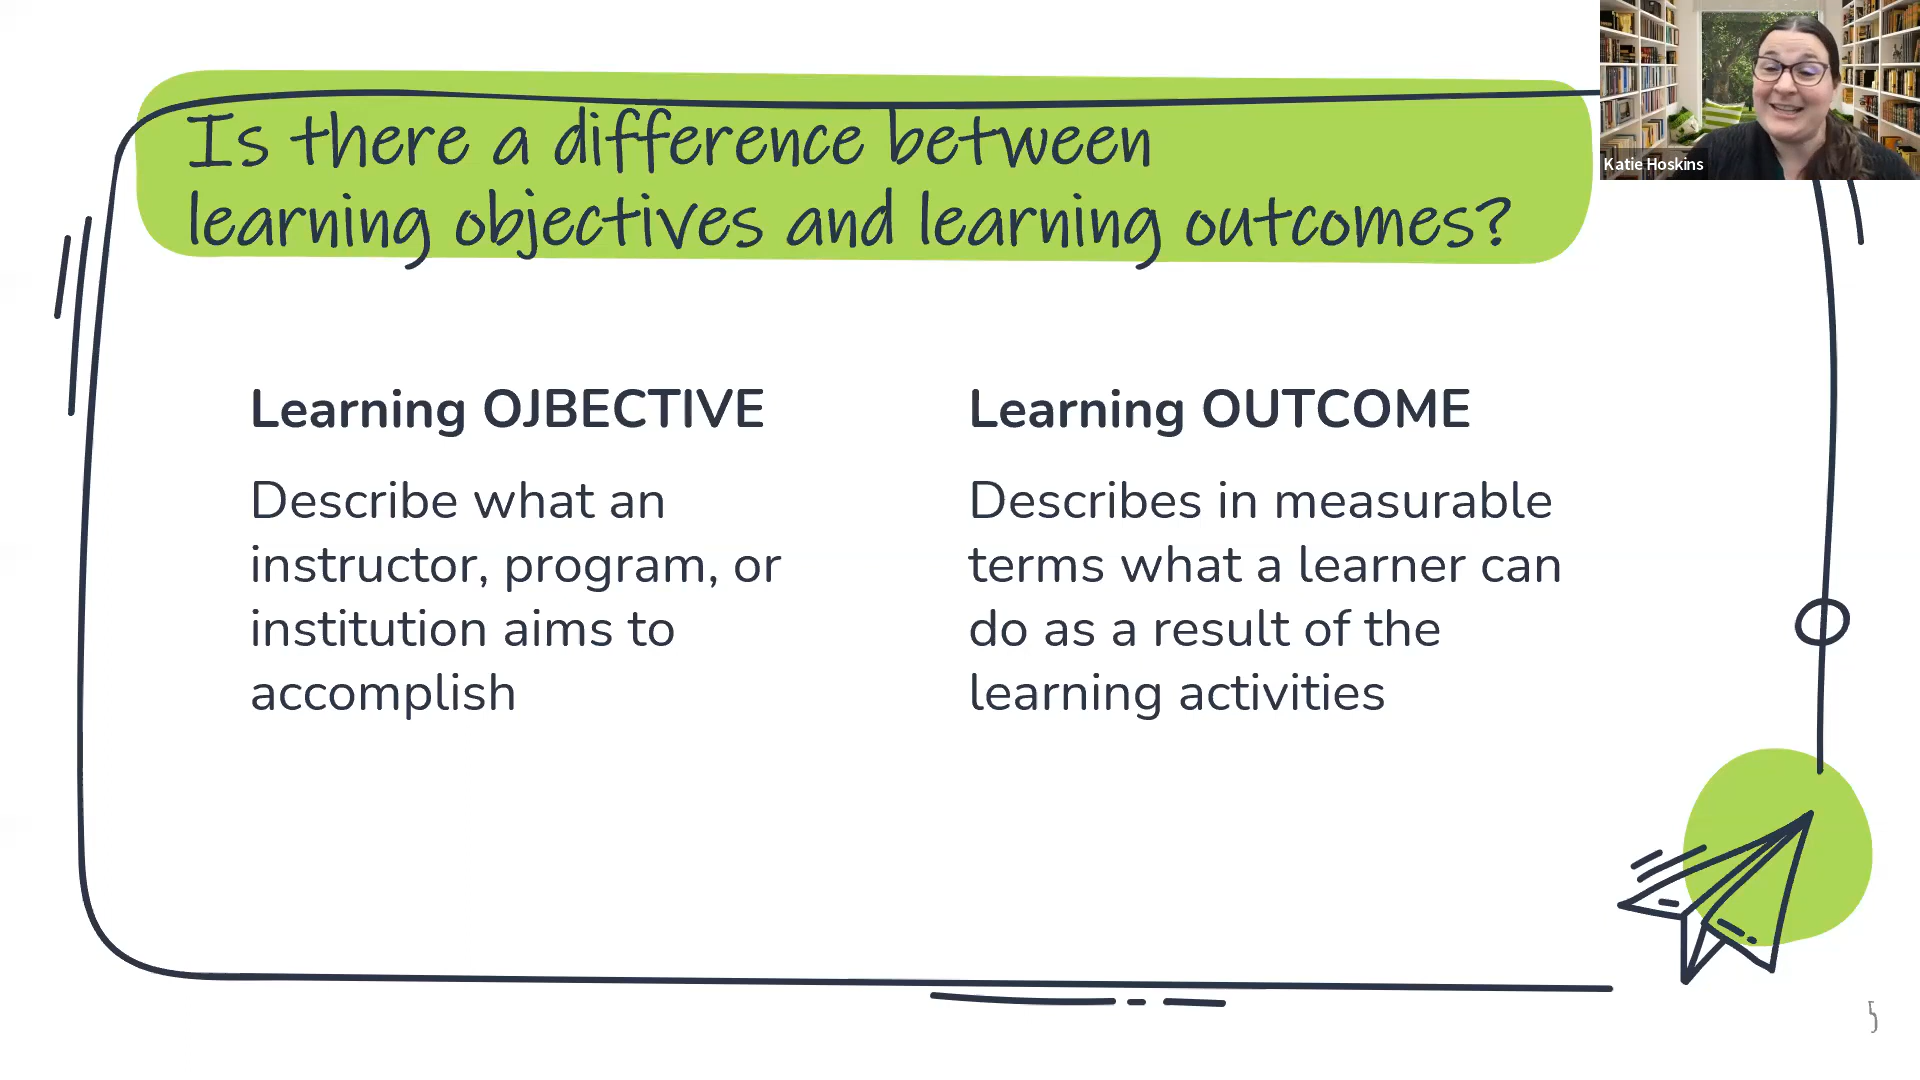 Is there a difference between
learning objectives and learning outcomes?
Katie Hoskins
Learning OJBECTIVE
Describe what an
instructor, program, or
institution aims to
accomplish
Learning OUTCOME
Describes in measurable
terms what a learner can
do as a result of the
learning activities
5